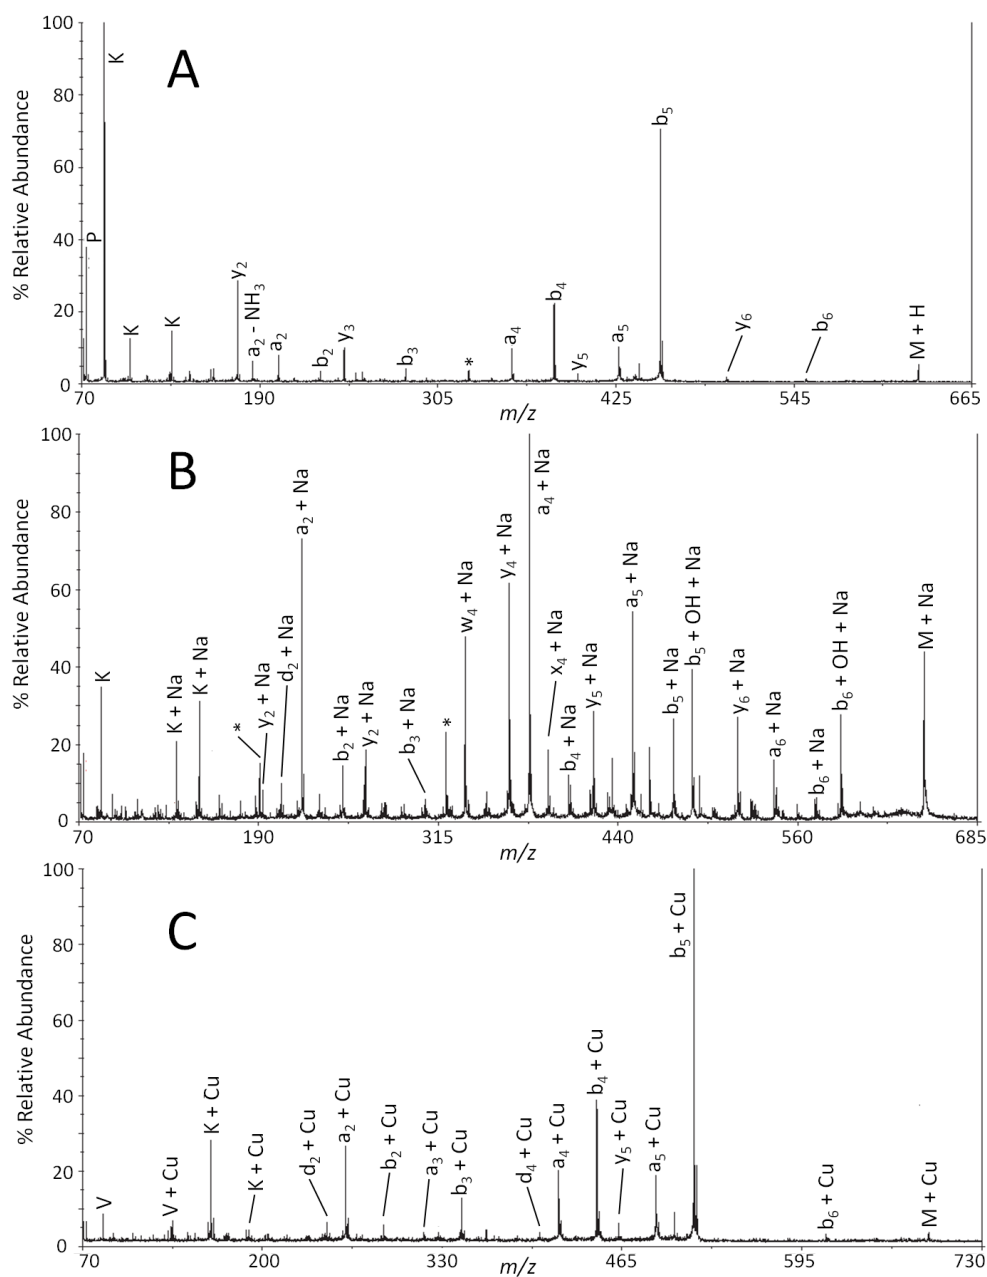 A
% Relative Abundance
100
80
60
40
20
0
K
P
K
K
y2
a2 - NH3
a2
b2
y3
b3
*
a4
b4
y5
a5
b5
y6
b6
M + H
70 190 305 425 545 665
m/z
B
% Relative Abundance
100
80
60
40
20
0
K
K + Na
K + Na
*
y2 + Na
d2 + Na
a2 + Na
b2 + Na
y2 + Na
b3 + Na
*
w4 + Na
y4 + Na
a4 + Na
x4 + Na
b4 + Na
y5 + Na
a5 + Na
b5 + Na
b5 + OH + Na
y6 + Na
a6 + Na
b6 + Na
b6 + OH + Na
M + Na
70 190 315 440 560 685
m/z
C
% Relative Abundance
100
80
60
40
20
0
V
V + Cu
K + Cu
K + Cu
d2 + Cu
a2 + Cu
b2 + Cu
a3 + Cu
b3 + Cu
d4 + Cu
a4 + Cu
b4 + Cu
y5 + Cu
a5 + Cu
b5 + Cu
b6 + Cu
M + Cu
70 200 330 465 595 730
m/z